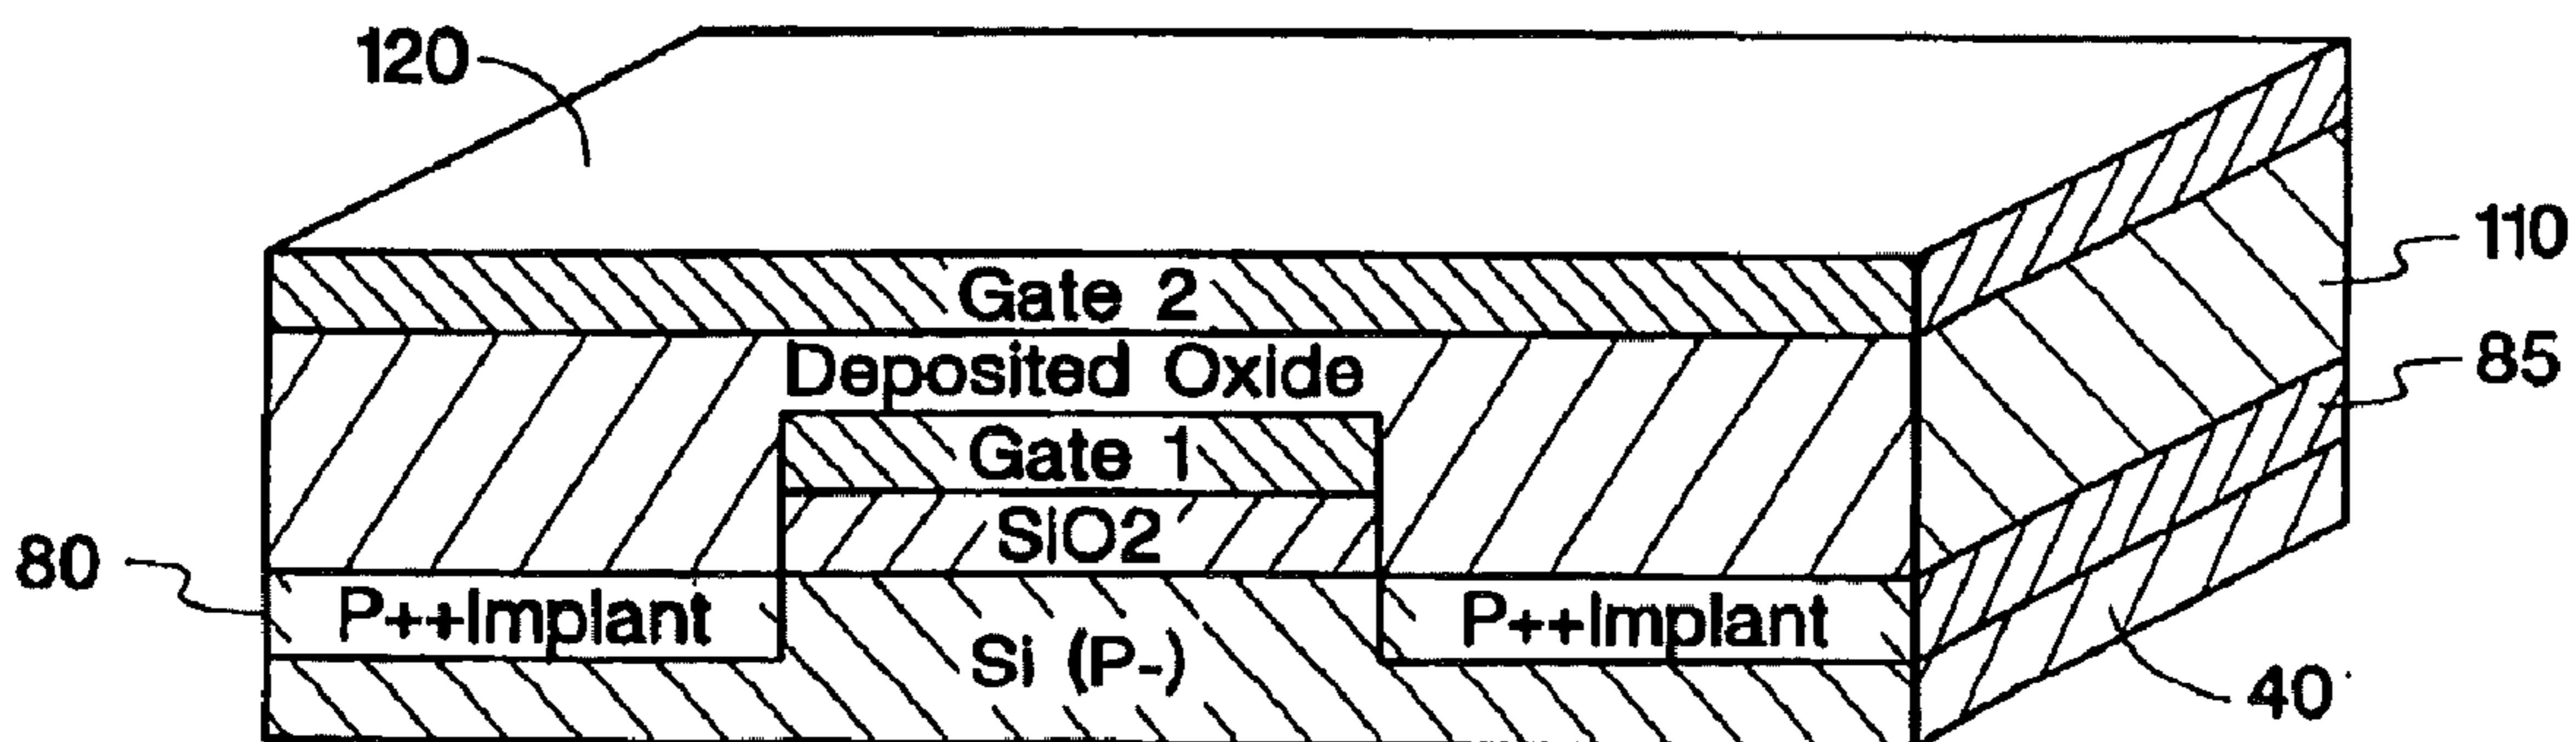 120
110
Gate 2
Deposited Oxide
85
Gate 1
SiO2
80
P++Implant
P++Implant
Si (P-)
40